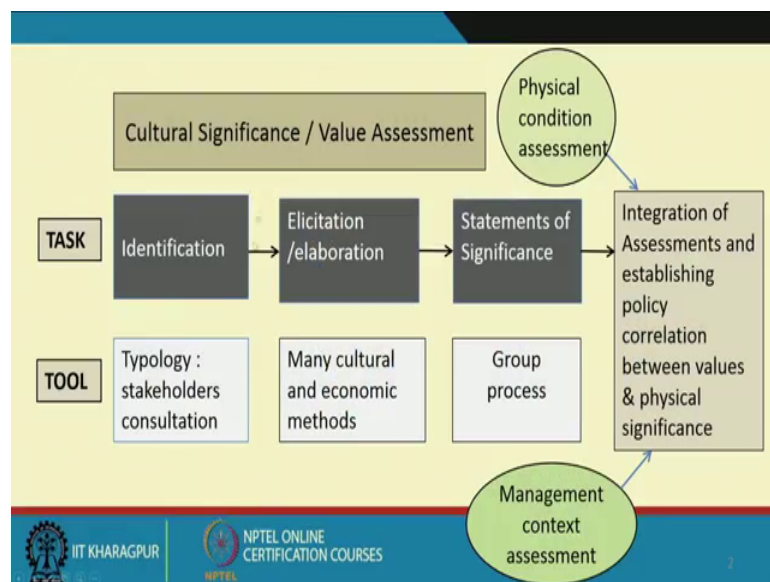 Physical
condition
assessment
Cultural Significance / Value Assessment
TASK
Identification
Elicitation
/elaboration
Statements of
Significance
Integration of
Assessments and
establishing
policy
correlation
between values
& physical
significance
TOOL
Typology :
stakeholders
consultation
Many cultural
and economic
methods
Group
process
Management
context
assessment
IIT KHARAGPUR
NPTEL
NPTEL ONLINE
CERTIFICATION COURSES
2